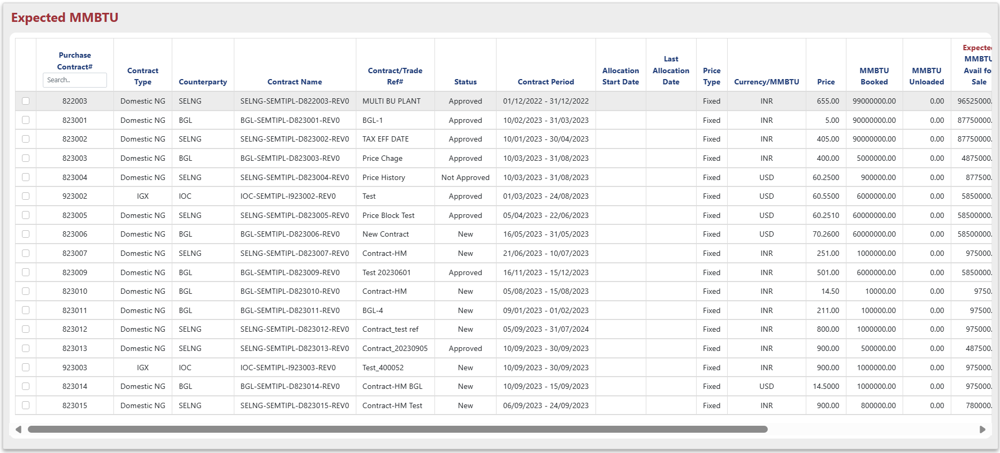 Expected MMBTU
Purchase Contract# Search.. Contract Type Counterparty Contract Name Contract/Trade Ref# Status Contract Period Allocation Start Date Last Allocation Date Price Type Currency/MMBTU Price MMBTU Booked MMBTU Unloaded Expected MMBTU Avail fo Sale
822003 Domestic NG SELNG SELNG-SEMTIPL-D822003-REV0 MULTI BU PLANT Approved 01/12/2022 - 31/12/2022 Fixed INR 655.00 99000000.00 0.00 96525000.
823001 Domestic NG BGL BGL-SEMTIPL-D823001-REV0 BGL-1 Approved 10/02/2023 - 31/03/2023 Fixed INR 5.00 90000000.00 0.00 87750000.
823002 Domestic NG SELNG SELNG-SEMTIPL-D823002-REV0 TAX EFF DATE Approved 10/01/2023 - 30/04/2023 Fixed INR 405.00 90000000.00 0.00 87750000.
823003 Domestic NG BGL BGL-SEMTIPL-D823003-REV0 Price Chage Approved 10/03/2023 - 31/08/2023 Fixed INR 400.00 5000000.00 0.00 4875000.
823004 Domestic NG SELNG SELNG-SEMTIPL-D823004-REV0 Price History Not Approved 10/03/2023 - 31/08/2023 Fixed USD 60.2500 900000.00 0.00 877500.
923002 IGX IOC IOC-SEMTIPL-I923002-REV0 Test Approved 01/03/2023 - 24/08/2023 Fixed USD 60.5500 6000000.00 0.00 5850000.
823005 Domestic NG SELNG SELNG-SEMTIPL-D823005-REV0 Price Block Test Approved 05/04/2023 - 22/06/2023 Fixed USD 60.2510 60000000.00 0.00 58500000.
823006 Domestic NG BGL BGL-SEMTIPL-D823006-REV0 New Contract New 16/05/2023 - 31/05/2023 Fixed USD 70.2600 60000000.00 0.00 58500000.
823007 Domestic NG SELNG SELNG-SEMTIPL-D823007-REV0 Contract-HM New 21/06/2023 - 10/07/2023 Fixed INR 251.00 1000000.00 0.00 975000.
823009 Domestic NG BGL BGL-SEMTIPL-D823009-REV0 Test 20230601 Approved 16/11/2023 - 15/12/2023 Fixed INR 501.00 6000000.00 0.00 5850000.
823010 Domestic NG BGL BGL-SEMTIPL-D823010-REV0 Contract-HM New 05/08/2023 - 15/08/2023 Fixed INR 14.50 10000.00 0.00 9750.
823011 Domestic NG BGL BGL-SEMTIPL-D823011-REV0 BGL-4 New 09/01/2023 - 01/02/2023 Fixed INR 211.00 100000.00 0.00 97500.
823012 Domestic NG SELNG SELNG-SEMTIPL-D823012-REV0 Contract_test ref New 05/09/2023 - 31/07/2024 Fixed INR 800.00 1000000.00 0.00 975000.
823013 Domestic NG SELNG SELNG-SEMTIPL-D823013-REV0 Contract_20230905 Approved 10/09/2023 - 30/09/2023 Fixed INR 900.00 500000.00 0.00 487500.
923003 IGX IOC IOC-SEMTIPL-I923003-REV0 Test_400052 New 10/09/2023 - 30/09/2023 Fixed INR 900.00 1000000.00 0.00 975000.
823014 Domestic NG BGL BGL-SEMTIPL-D823014-REV0 Contract-HM BGL New 10/09/2023 - 15/09/2023 Fixed USD 14.5000 1000000.00 0.00 975000.
823015 Domestic NG SELNG SELNG-SEMTIPL-D823015-REV0 Contract-HM Test New 06/09/2023 - 24/09/2023 Fixed INR 900.00 800000.00 0.00 780000.